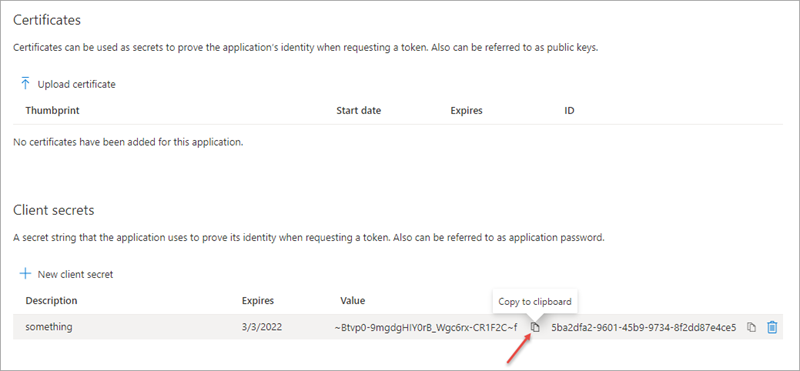 Certificates
Certificates can be used as secrets to prove the application's identity when requesting a token. Also can be referred to as public keys.
Upload certificate
Thumbprint Start date Expires ID
No certificates have been added for this application.
Client secrets
A secret string that the application uses to prove its identity when requesting a token. Also can be referred to as application password.
New client secret
Copy to clipboard
Description Expires Value
something 3/3/2022 ~Btvp0-9mgdgHIY0rB_Wgc6rx-CR1F2C~f 5ba2dfa2-9601-45b9-9734-8f2dd87e4ce5